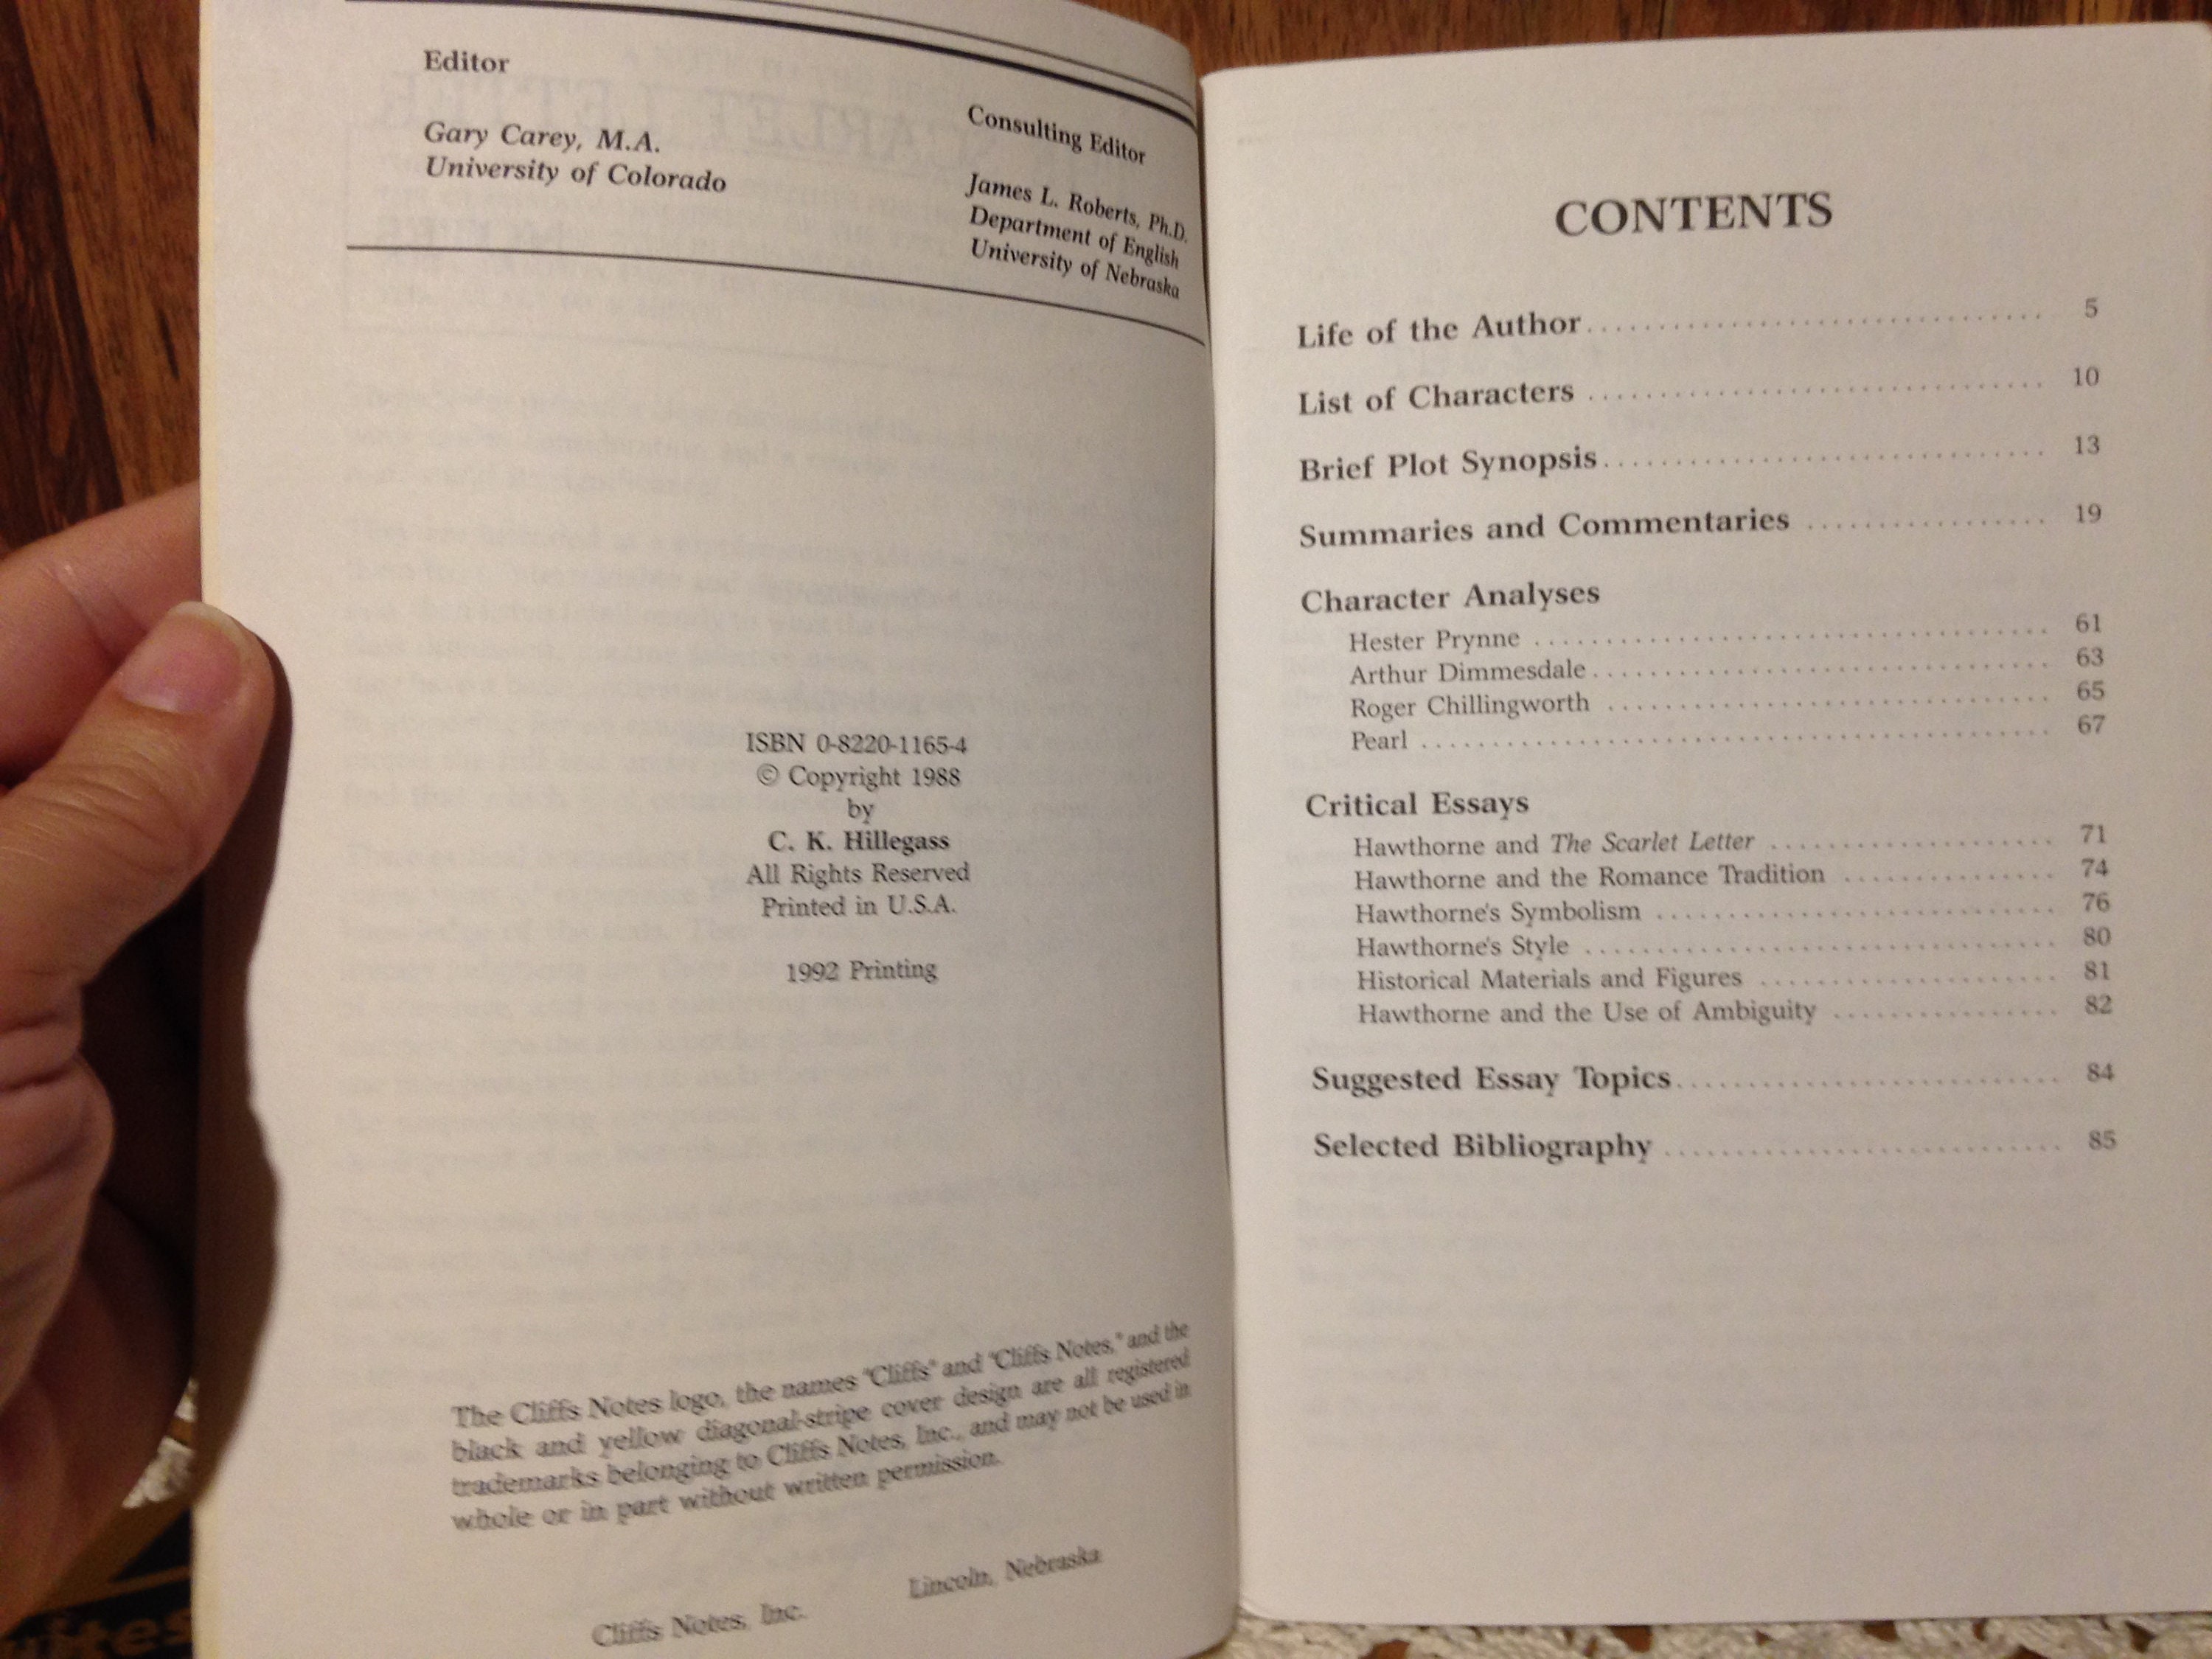 Editor
Gary Carey, M.A.
University of Colorado
Consulting Editor
James L. Roberts, Ph.D.
Department of English
University of Nebraska
ISBN 0-8220-1165-4
© Copyright 1988
by
C. K. Hillegass
All Rights Reserved
Printed in U.S.A.
1992 Printing
The Cliffs Notes logo, the names "Cliffs" and "Cliffs Notes," and the
black and yellow diagonal-stripe cover design are all registered
trademarks belonging to Cliffs Notes, Inc., and may not be used in
whole or in part without written permission.
Cliffs Notes, Inc. Lincoln, Nebraska
CONTENTS
Life of the Author 5
List of Characters 10
Brief Plot Synopsis 13
Summaries and Commentaries 19
Character Analyses
Hester Prynne 61
Arthur Dimmesdale 63
Roger Chillingworth 65
Pearl 67
Critical Essays
Hawthorne and The Scarlet Letter 71
Hawthorne and the Romance Tradition 74
Hawthorne's Symbolism 76
Hawthorne's Style 80
Historical Materials and Figures 81
Hawthorne and the Use of Ambiguity 82
Suggested Essay Topics 84
Selected Bibliography 85